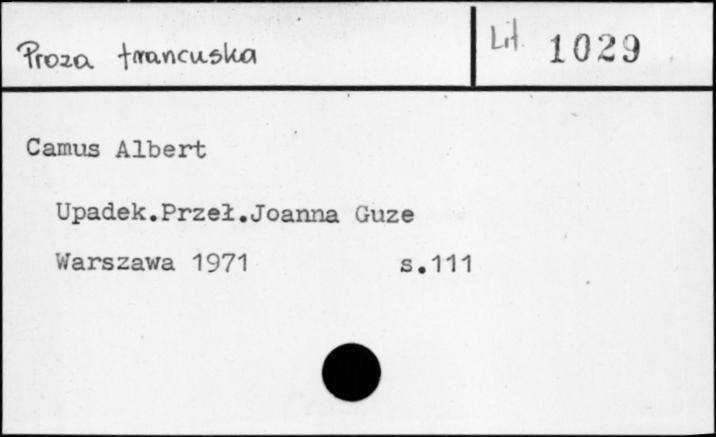 Proza francuska
Lit. 1029
Camus Albert
Upadek.Przeł.Joanna Guze
Warszawa 1971 s.111